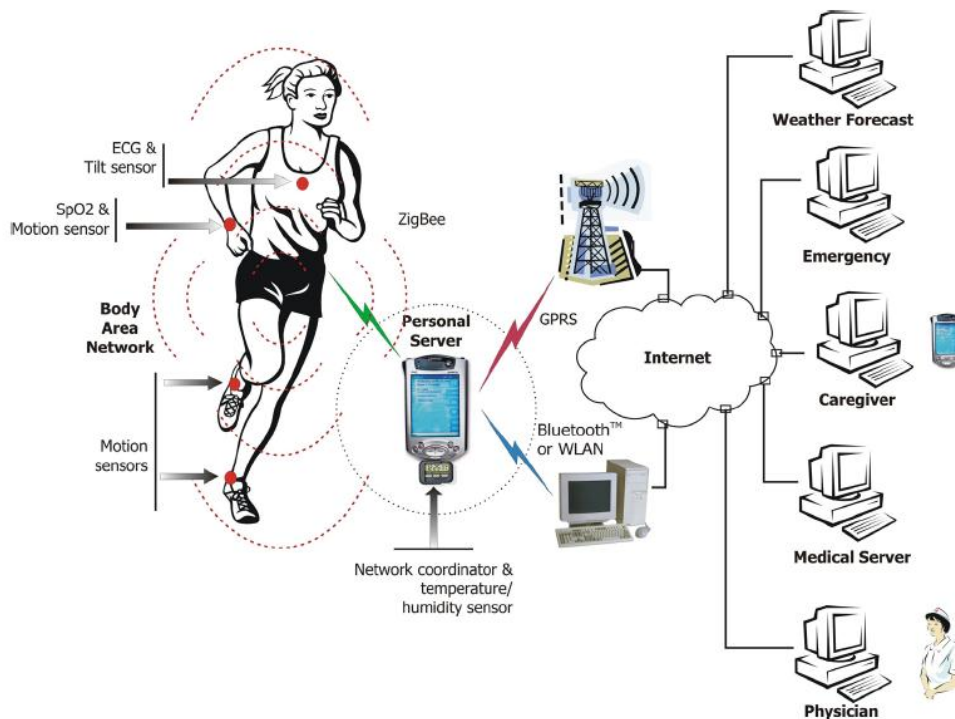 ECG &
Tilt sensor
SpO2 &
Motion sensor
Body
Area
Network
Motion
sensors
ZigBee
Personal
Server
Network coordinator &
temperature/
humidity sensor
GPRS
Bluetooth™
or WLAN
Internet
Weather Forecast
Emergency
Caregiver
Medical Server
Physician